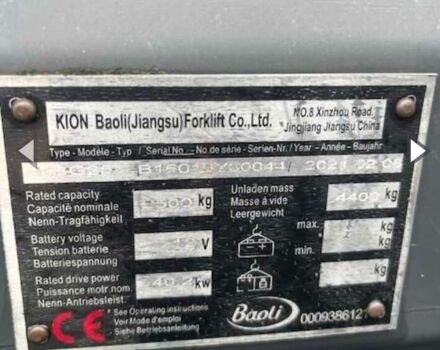 KION Baoli(Jiangsu)Forklift Co.,Ltd.
NO.8 Xinzhou Road,
Jingjiang Jiangsu China
Type - Modèle - Typ / Serial No. - No de série - Serien-Nr. / Year - Année - Baujahr
Rated capacity
Capacité nominale
Nenn-Tragfähigkeit
kg
Unladen mass
Masse à vide
Leergewicht
4400 kg
Battery voltage
Tension batterie
Batteriespannung
V
max.
min.
kg
Rated drive power
Puissance motr nom.
Nenn-Antriebsleist.
kw
kg
CE
* See Operating instructions
Voir Mode d'emploi
Siehe Betriebsanleitung
Baoli
0009386127